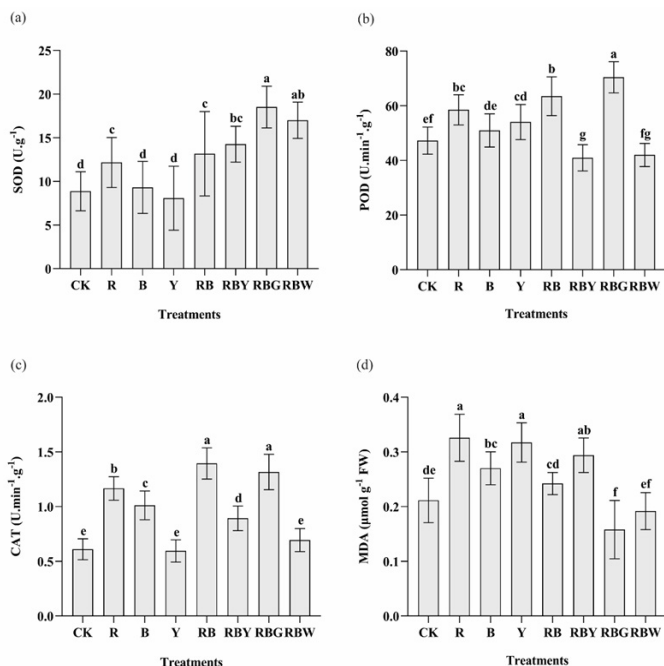 (a)
SOD (U.g-1)
25
20
15
10
5
0
d
c
d
d
c
bc
a
ab
CK R B Y RB RBY RBG RBW
Treatments
(b)
POD (U.min-1.g-1)
80
60
40
20
0
ef
bc
de
cd
b
g
a
fg
CK R B Y RB RBY RBG RBW
Treatments
(c)
CAT (U.min-1.g-1)
2.0
1.5
1.0
0.5
0.0
e
b
c
e
a
d
a
e
CK R B Y RB RBY RBG RBW
Treatments
(d)
MDA (μmol g-1 FW)
0.4
0.3
0.2
0.1
0.0
de
a
bc
a
cd
ab
f
ef
CK R B Y RB RBY RBG RBW
Treatments